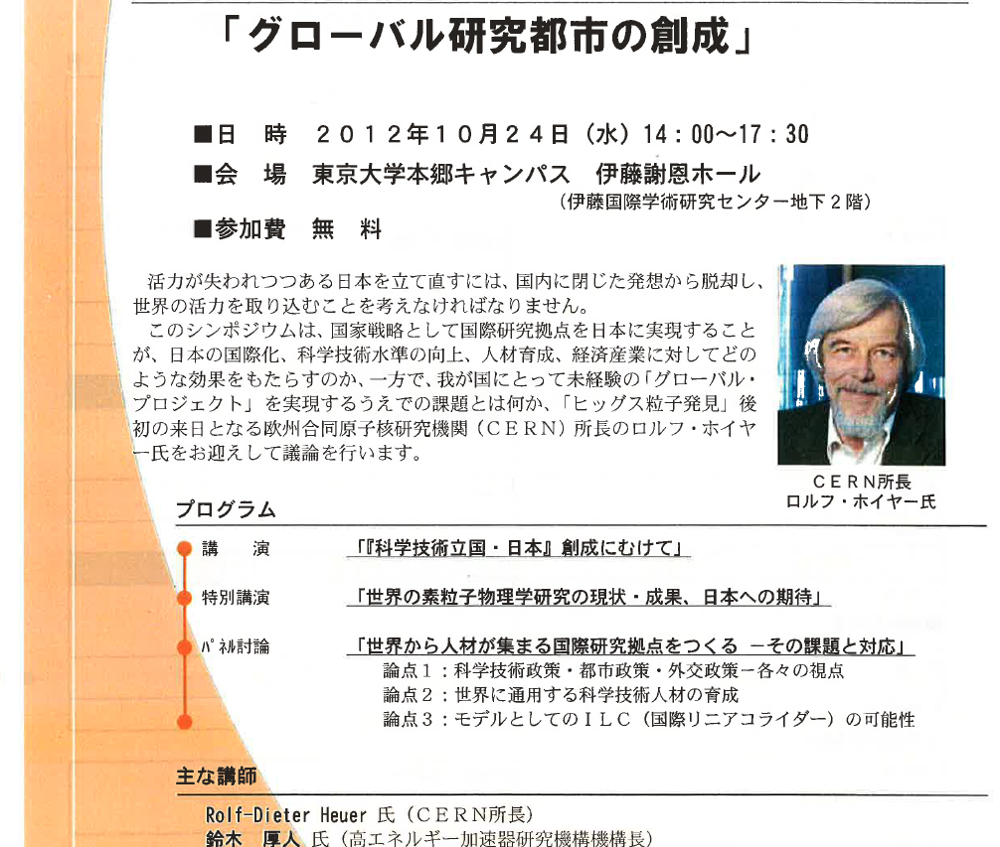 「グローバル研究都市の創成」
■日　時　２０１２年１０月２４日（水）14：00～17：30
■会　場　東京大学本郷キャンパス　伊藤謝恩ホール
（伊藤国際学術研究センター地下２階）
■参加費　無　料
活力が失われつつある日本を立て直すには、国内に閉じた発想から脱却し、
世界の活力を取り込むことを考えなければなりません。
このシンポジウムは、国家戦略として国際研究拠点を日本に実現すること
が、日本の国際化、科学技術水準の向上、人材育成、経済産業に対してどの
ような効果をもたらすのか、一方で、我が国にとって未経験の「グローバル・
プロジェクト」を実現するうえでの課題とは何か、「ヒッグス粒子発見」後
初の来日となる欧州合同原子核研究機関（ＣＥＲＮ）所長のロルフ・ホイヤ
ー氏をお迎えして議論を行います。
ＣＥＲＮ所長
ロルフ・ホイヤー氏
プログラム
講　　演　「『科学技術立国・日本』創成にむけて」
特別講演　「世界の素粒子物理学研究の現状・成果、日本への期待」
ﾊﾟﾈﾙ討論　「世界から人材が集まる国際研究拠点をつくる　－その課題と対応」
論点１：科学技術政策・都市政策・外交政策－各々の視点
論点２：世界に通用する科学技術人材の育成
論点３：モデルとしてのＩＬＣ（国際リニアコライダー）の可能性
主な講師
Rolf-Dieter Heuer 氏（ＣＥＲＮ所長）
鈴木　厚人 氏（高エネルギー加速器研究機構機構長）